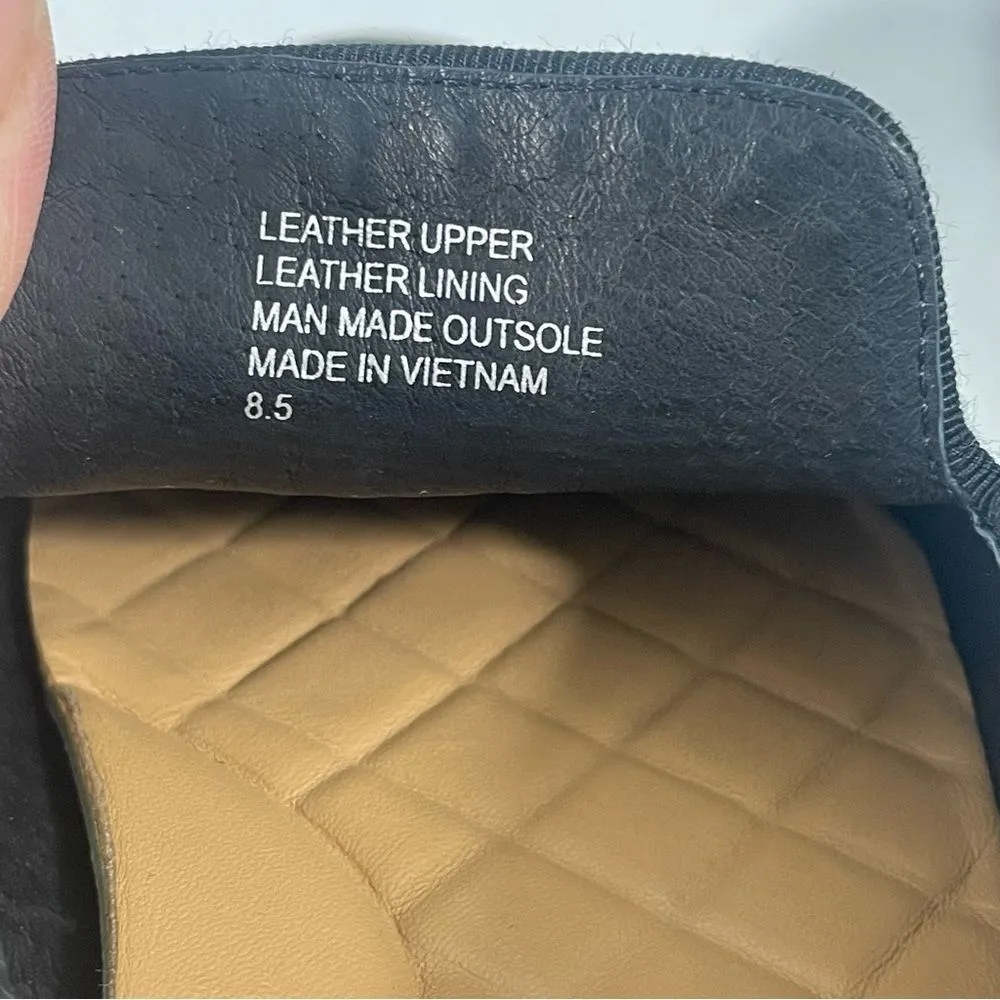 LEATHER UPPER
LEATHER LINING
MAN MADE OUTSOLE
MADE IN VIETNAM
8.5